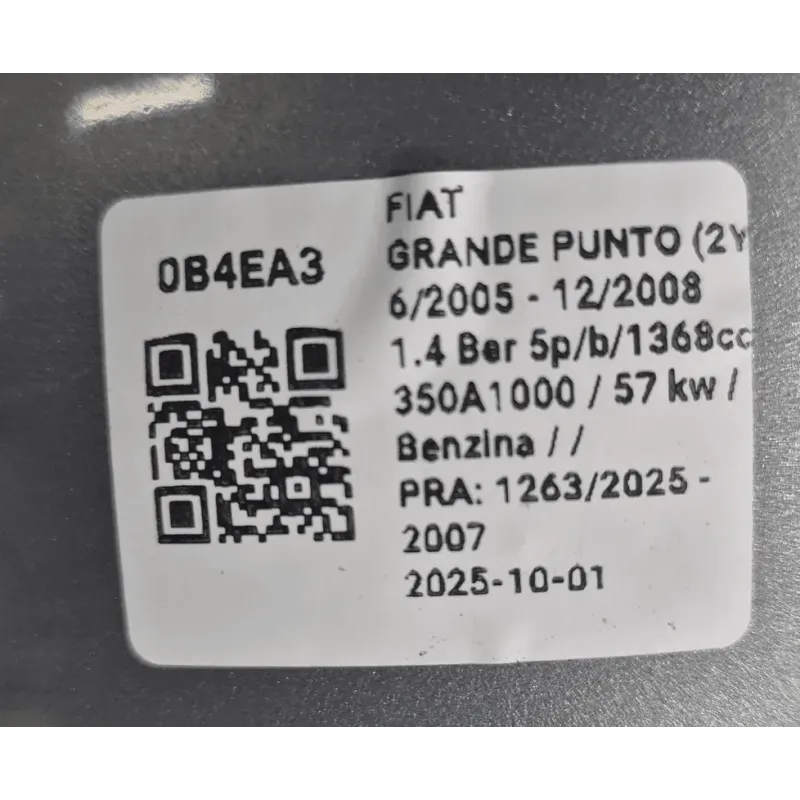 0B4EA3
FIAT
GRANDE PUNTO (2Y
6/2005 - 12/2008
1.4 Ber 5p/b/1368cc
350A1000 / 57 kw /
Benzina / /
PRA: 1263/2025 -
2007
2025-10-01